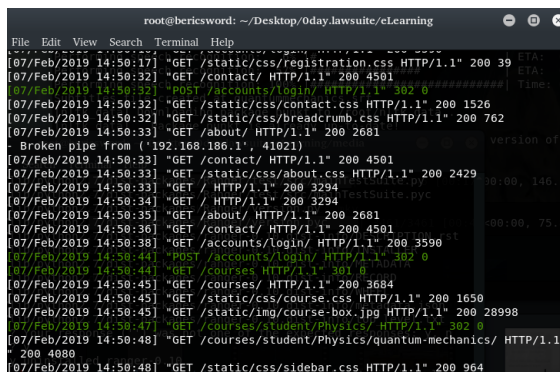 root@bericsword: ~/Desktop/0day.lawsuite/eLearning
File Edit View Search Terminal Help
[07/Feb/2019 14:50:17] "GET /static/css/registration.css HTTP/1.1" 200 39
[07/Feb/2019 14:50:32] "GET /contact/ HTTP/1.1" 200 4501
[07/Feb/2019 14:50:32] "POST /accounts/login/ HTTP/1.1" 302 0
[07/Feb/2019 14:50:32] "GET /static/css/contact.css HTTP/1.1" 200 1526
[07/Feb/2019 14:50:32] "GET /static/css/breadcrumb.css HTTP/1.1" 200 762
[07/Feb/2019 14:50:33] "GET /about/ HTTP/1.1" 200 2681
- Broken pipe from ('192.168.186.1', 41021)
[07/Feb/2019 14:50:33] "GET /contact/ HTTP/1.1" 200 4501
[07/Feb/2019 14:50:33] "GET /static/css/about.css HTTP/1.1" 200 2429
[07/Feb/2019 14:50:33] "GET / HTTP/1.1" 200 3294
[07/Feb/2019 14:50:34] "GET / HTTP/1.1" 200 3294
[07/Feb/2019 14:50:35] "GET /about/ HTTP/1.1" 200 2681
[07/Feb/2019 14:50:36] "GET /contact/ HTTP/1.1" 200 4501
[07/Feb/2019 14:50:38] "GET /accounts/login/ HTTP/1.1" 200 3590
[07/Feb/2019 14:50:44] "POST /accounts/login/ HTTP/1.1" 302 0
[07/Feb/2019 14:50:44] "GET /courses HTTP/1.1" 301 0
[07/Feb/2019 14:50:45] "GET /courses/ HTTP/1.1" 200 3684
[07/Feb/2019 14:50:45] "GET /static/css/course.css HTTP/1.1" 200 1650
[07/Feb/2019 14:50:45] "GET /static/img/course-box.jpg HTTP/1.1" 200 28998
[07/Feb/2019 14:50:47] "GET /courses/student/Physics/ HTTP/1.1" 302 0
[07/Feb/2019 14:50:48] "GET /courses/student/Physics/quantum-mechanics/ HTTP/1.1
" 200 4080
[07/Feb/2019 14:50:48] "GET /static/css/sidebar.css HTTP/1.1" 200 964